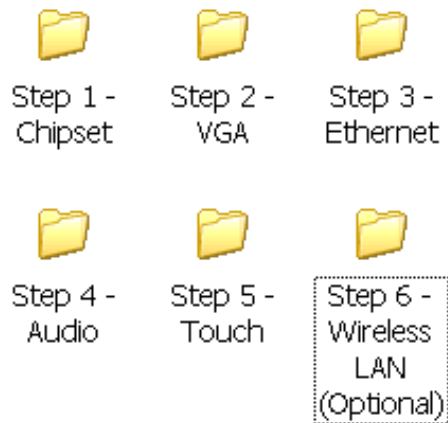 Step 1 -
Chipset
Step 2 -
VGA
Step 3 -
Ethernet
Step 4 -
Audio
Step 5 -
Touch
Step 6 -
Wireless
LAN
(Optional)